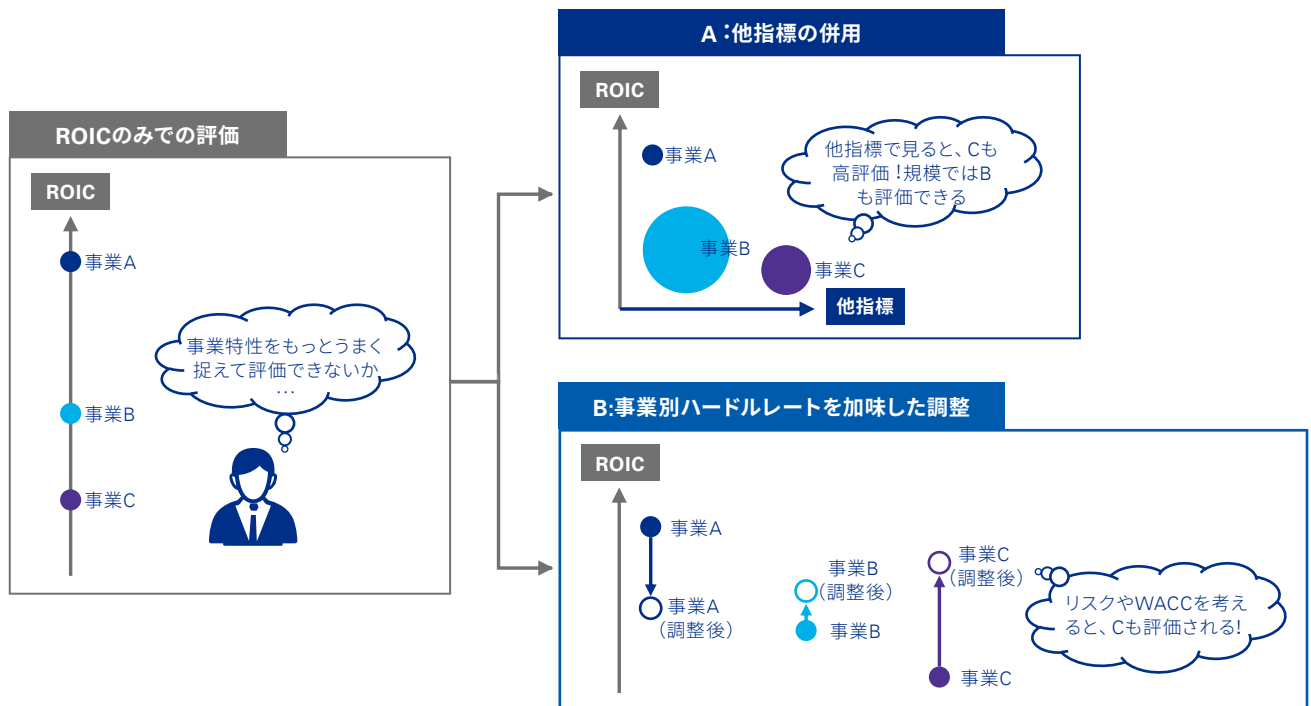 ROICのみでの評価
ROIC
事業A
事業B
事業C
事業特性をもっとうまく
捉えて評価できないか
…
A：他指標の併用
ROIC
事業A
事業B
事業C
他指標
他指標で見ると、Cも
高評価！規模ではB
も評価できる
B:事業別ハードルレートを加味した調整
ROIC
事業A
事業A
（調整後）
事業B
（調整後）
事業B
事業C
（調整後）
事業C
リスクやWACCを考え
ると、Cも評価される！